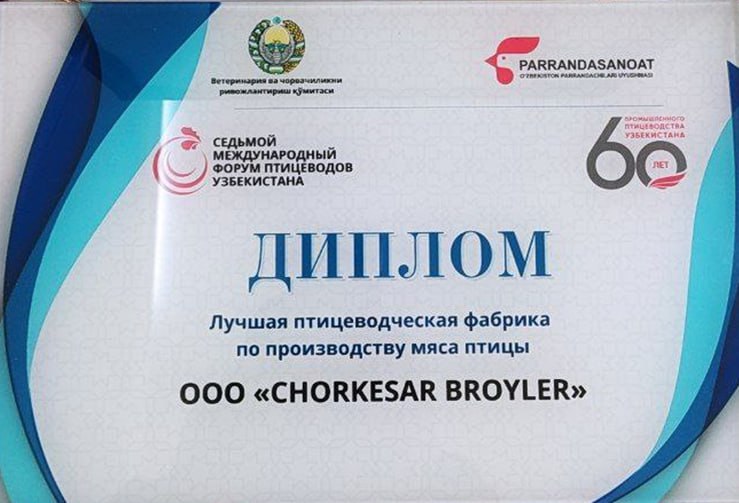 Ветеринария ва чорвачиликни
ривожлантириш қўмитаси
PARRANDASANOAT
O'ZBEKISTON PARRANDACHILARI UYUSHMASI
СЕДЬМОЙ
МЕЖДУНАРОДНЫЙ
ФОРУМ ПТИЦЕВОДОВ
УЗБЕКИСТАНА
ПРОМЫШЛЕННОГО
ПТИЦЕВОДСТВА
УЗБЕКИСТАНА
60
ЛЕТ
ДИПЛОМ
Лучшая птицеводческая фабрика
по производству мяса птицы
ООО «CHORKESAR BROYLER»